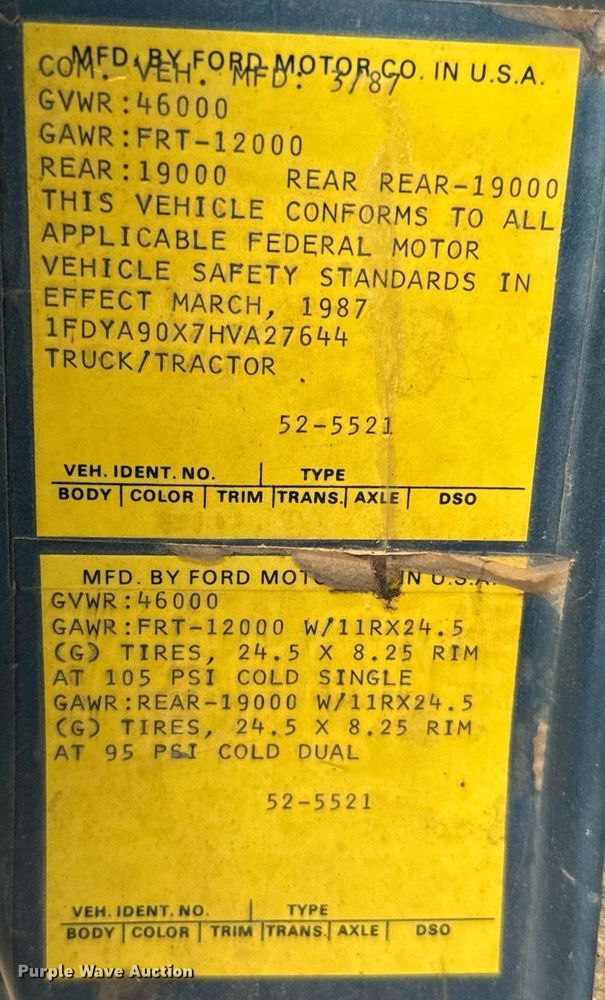 MFD. BY FORD MOTOR CO. IN U.S.A.
COM. VEH. MFD: 3/87
GVWR:46000
GAWR:FRT-12000
REAR:19000 REAR REAR-19000
THIS VEHICLE CONFORMS TO ALL
APPLICABLE FEDERAL MOTOR
VEHICLE SAFETY STANDARDS IN
EFFECT MARCH, 1987
1FDYA90X7HVA27644
TRUCK/TRACTOR
52-5521
VEH. IDENT. NO. | TYPE
BODY | COLOR | TRIM | TRANS. | AXLE | DSO
MFD. BY FORD IN U.S.A.
GVWR:46000
GAWR:FRT-12000 W/11RX24.5
(G) TIRES, 24.5 X 8.25 RIM
AT 105 PSI COLD SINGLE
GAWR:REAR-19000 W/11RX24.5
(G) TIRES, 24.5 X 8.25 RIM
AT 95 PSI COLD DUAL
52-5521
VEH. IDENT. NO. | TYPE
BODY | COLOR | TRIM | TRANS. | AXLE | DSO
Purple Wave Auction